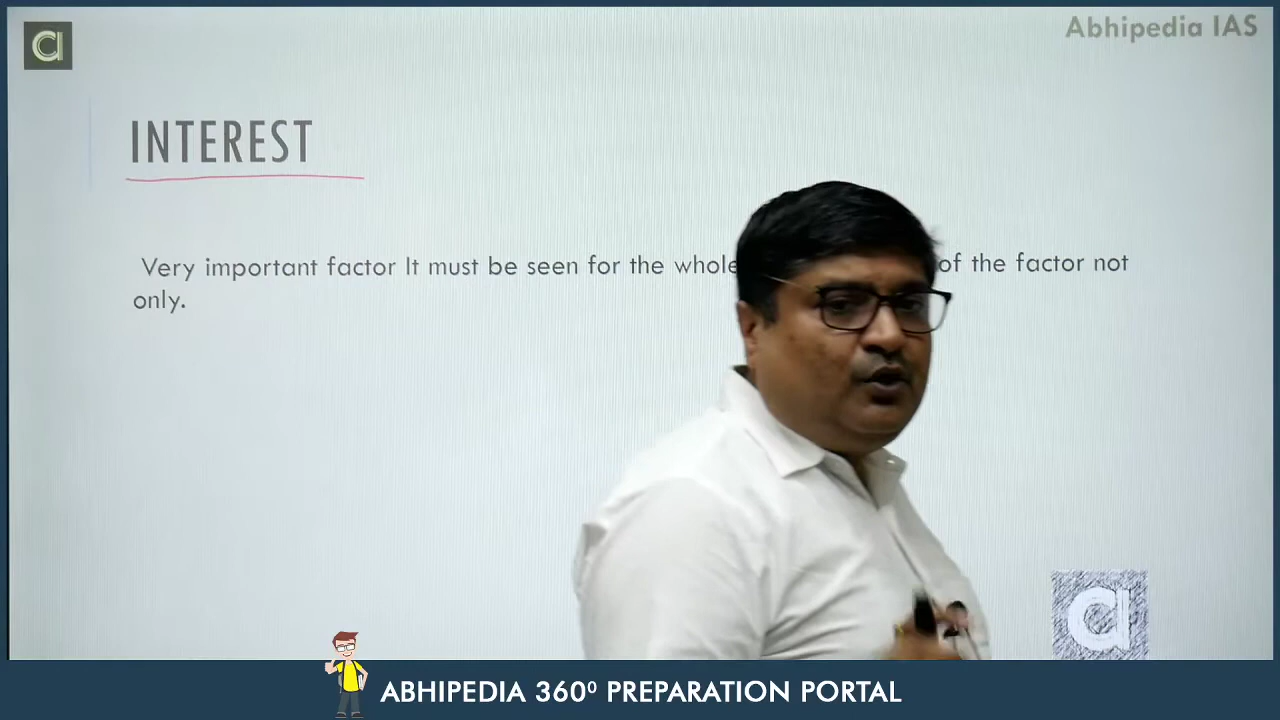 Abhipedia IAS
INTEREST
Very important factor It must be seen for the whole of the factor not
only.
ABHIPEDIA 360⁰ PREPARATION PORTAL